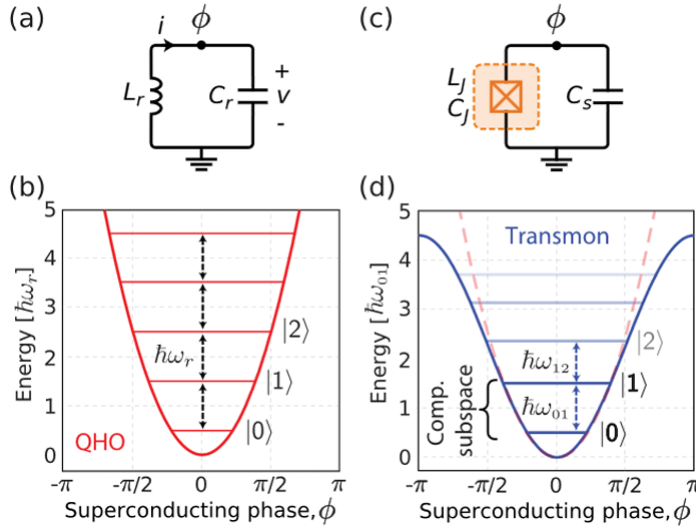 (a)
i
ϕ
L_r
C_r
+
v
-
(c)
ϕ
L_J
C_J
C_s
(b)
Energy [ℏω_r]
5
4
3
2
1
0
ℏω_r
|2⟩
|1⟩
|0⟩
QHO
-π
-π/2
0
π/2
π
Superconducting phase, ϕ
(d)
Energy [ℏω_01]
5
4
3
2
1
0
Transmon
|2⟩
ℏω_12
|1⟩
Comp.
subspace
ℏω_01
|0⟩
-π
-π/2
0
π/2
π
Superconducting phase, ϕ